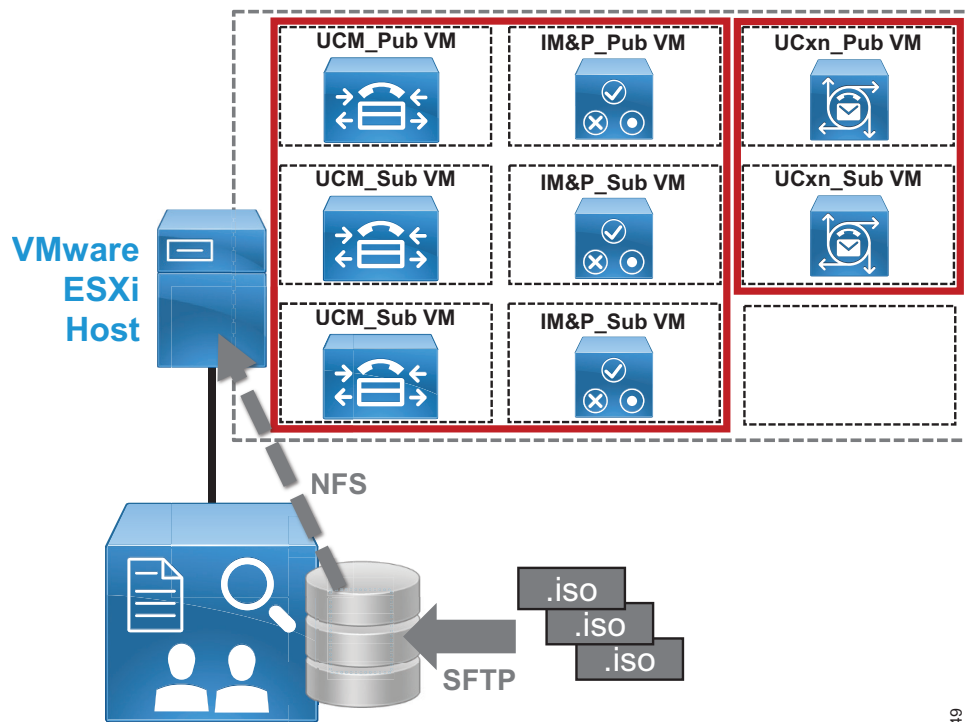 UCM_Pub VM
IM&P_Pub VM
UCxn_Pub VM
UCM_Sub VM
IM&P_Sub VM
UCxn_Sub VM
VMware
ESXi
Host
UCM_Sub VM
IM&P_Sub VM
NFS
.iso
.iso
.iso
SFTP
49